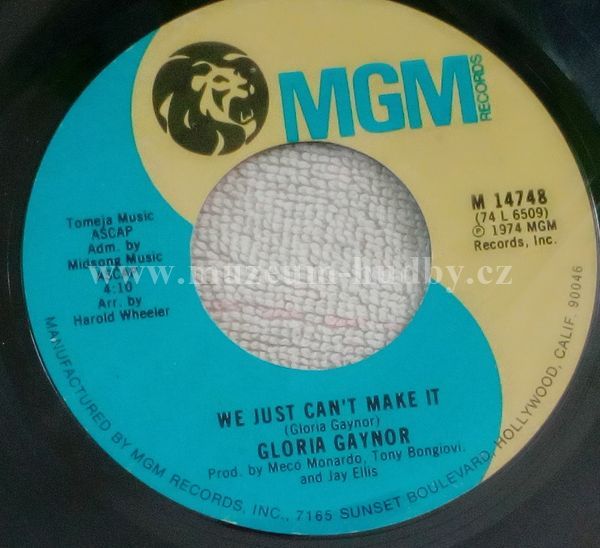 MGM
RECORDS
M 14748
(74 L 6509)
℗ 1974 MGM
Records, Inc.
Tomeja Music
ASCAP
Adm. by
Midsong Music
ASCAP
4:10
Arr. by
Harold Wheeler
www.muzeum-hudby.cz
WE JUST CAN'T MAKE IT
(Gloria Gaynor)
GLORIA GAYNOR
Prod. by Meco Monardo, Tony Bongiovi.
and Jay Ellis
MANUFACTURED BY MGM RECORDS, INC., 7165 SUNSET BOULEVARD, HOLLYWOOD, CALIF. 90046